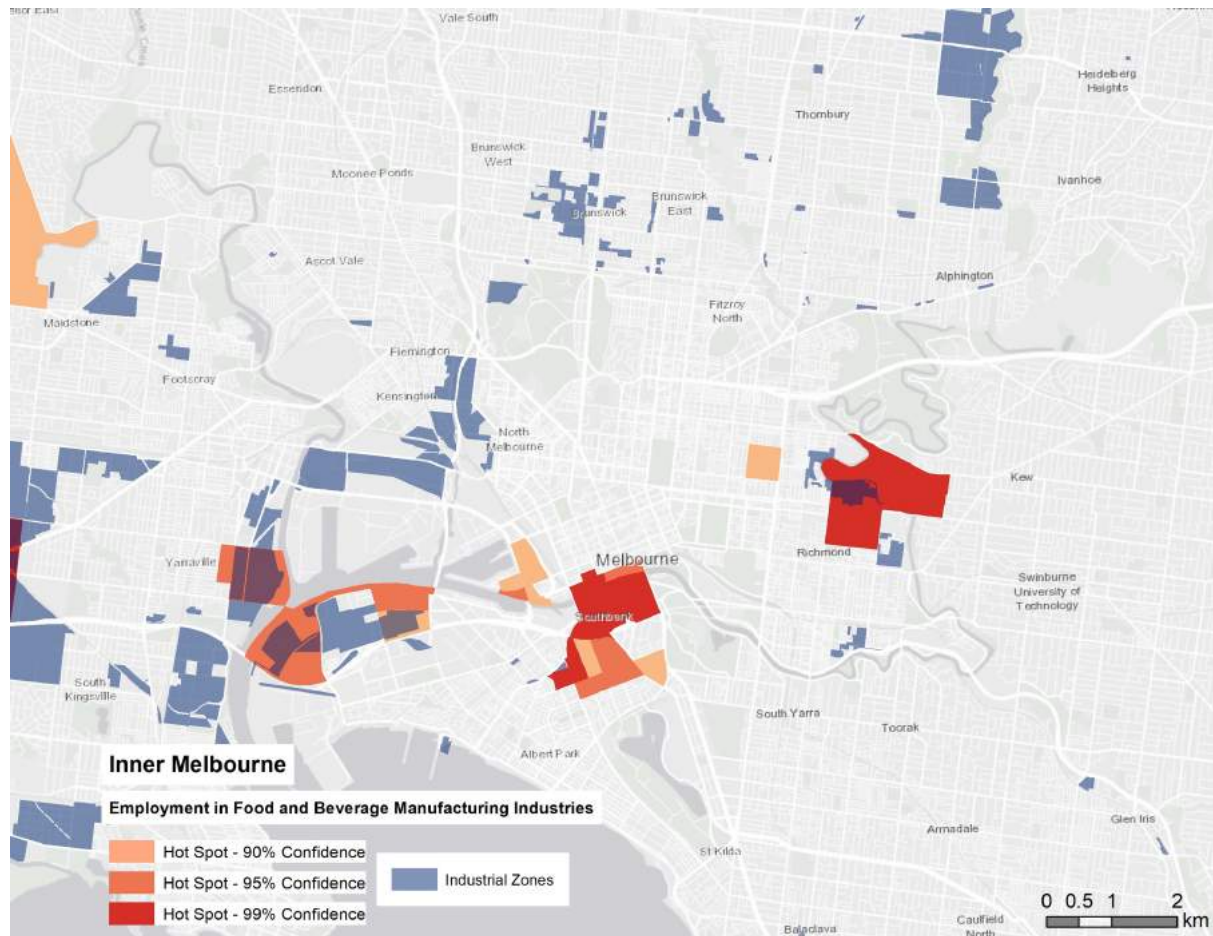 Vale South
Essendon
Heidelberg
Heights
Thornbury
Brunswick
West
Moonee Ponds
Ivanhoe
Brunswick
East
Brunswick
Ascot Vale
Alphington
Fitzroy
North
Maidstone
Flemington
Footscray
Kensington
North
Melbourne
Kew
Richmond
Melbourne
Yarraville
Swinburne
University of
Technology
Southbank
South
Kingsville
South Yarra
Toorak
Albert Park
Inner Melbourne
Employment in Food and Beverage Manufacturing Industries
Hot Spot - 90% Confidence
Hot Spot - 95% Confidence
Hot Spot - 99% Confidence
Industrial Zones
Glen Iris
Armadale
St Kilda
0 0.5 1 2
km
Caulfield
North
Balaclava